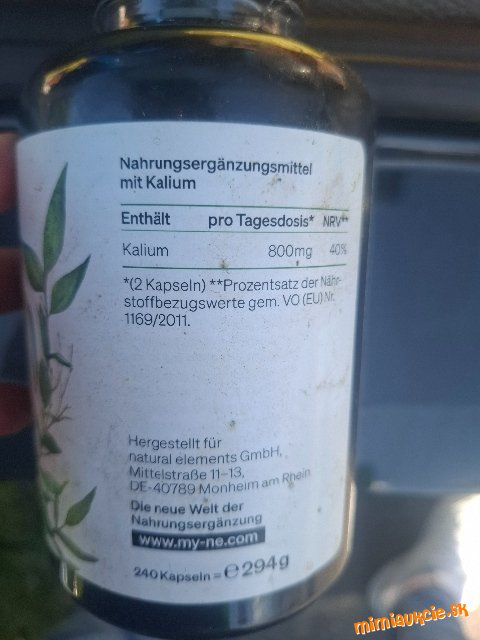 Nahrungsergänzungsmittel
mit Kalium
Enthält pro Tagesdosis* NRV**
Kalium 800mg 40%
*(2 Kapseln) **Prozentsatz der Nähr-
stoffbezugswerte gem. VO (EU) Nr.
1169/2011.
Hergestellt für
natural elements GmbH,
Mittelstraße 11–13,
DE-40789 Monheim am Rhein
Die neue Welt der
Nahrungsergänzung
www.my-ne.com
240 Kapseln = ℮ 294g
mimiaukcie.sk